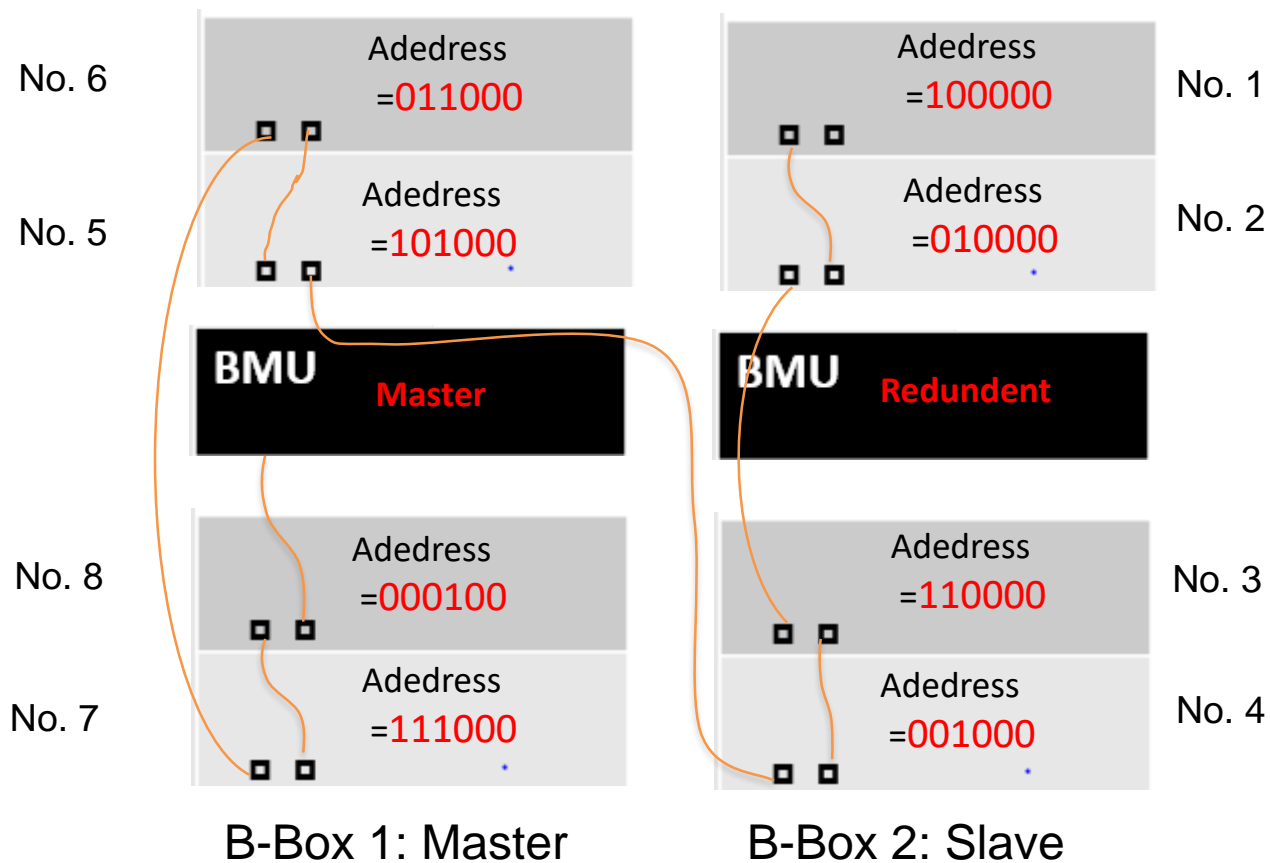 No. 6
Adedress
=011000
No. 5
Adedress
=101000
BMU
Master
No. 8
Adedress
=000100
No. 7
Adedress
=111000
B-Box 1: Master
Adedress
=100000
No. 1
Adedress
=010000
No. 2
BMU
Redundent
Adedress
=110000
No. 3
Adedress
=001000
No. 4
B-Box 2: Slave